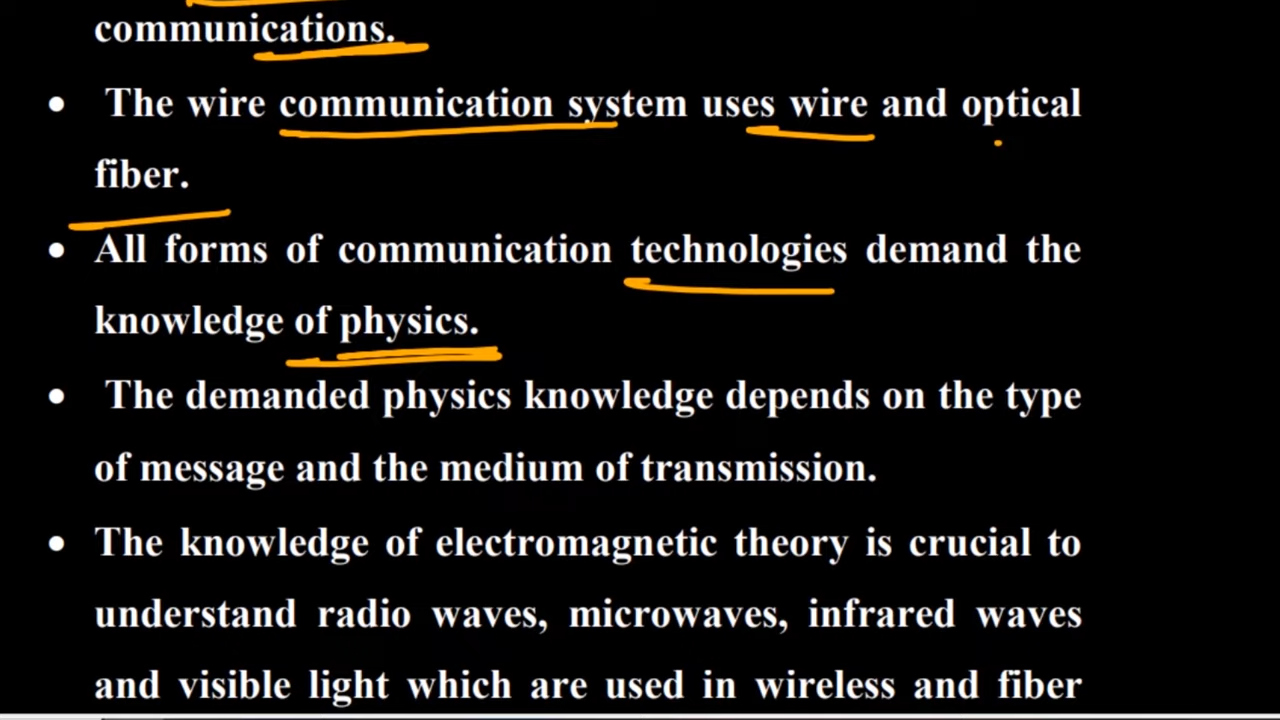 communications.
• The wire communication system uses wire and optical
fiber.
• All forms of communication technologies demand the
knowledge of physics.
• The demanded physics knowledge depends on the type
of message and the medium of transmission.
• The knowledge of electromagnetic theory is crucial to
understand radio waves, microwaves, infrared waves
and visible light which are used in wireless and fiber